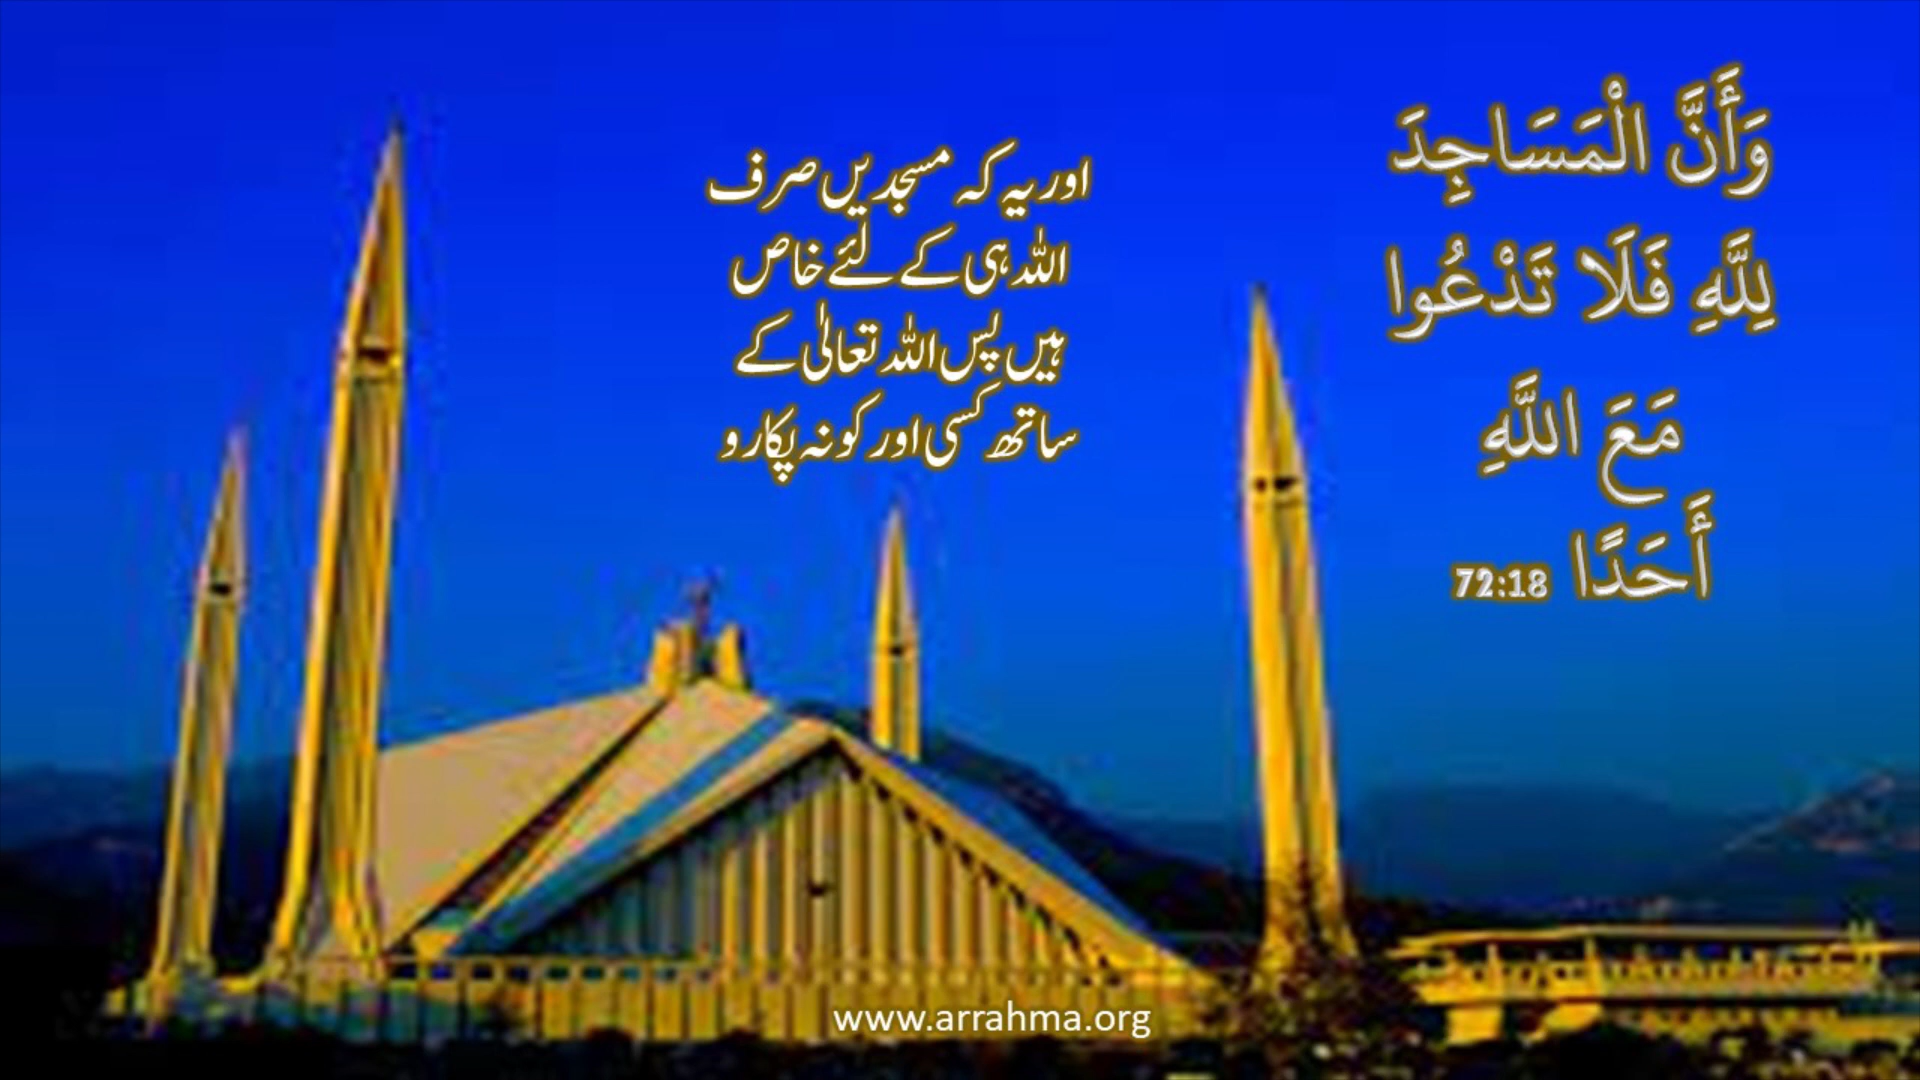 وَأَنَّ الْمَسَاجِدَ
لِلَّهِ فَلَا تَدْعُوا
مَعَ اللَّهِ
أَحَدًا 72:18
اور یہ کہ مسجدیں صرف
اللہ ہی کے لئے خاص
ہیں پس اللہ تعالٰی کے
ساتھ کسی اور کو نہ پکارو
www.arrahma.org